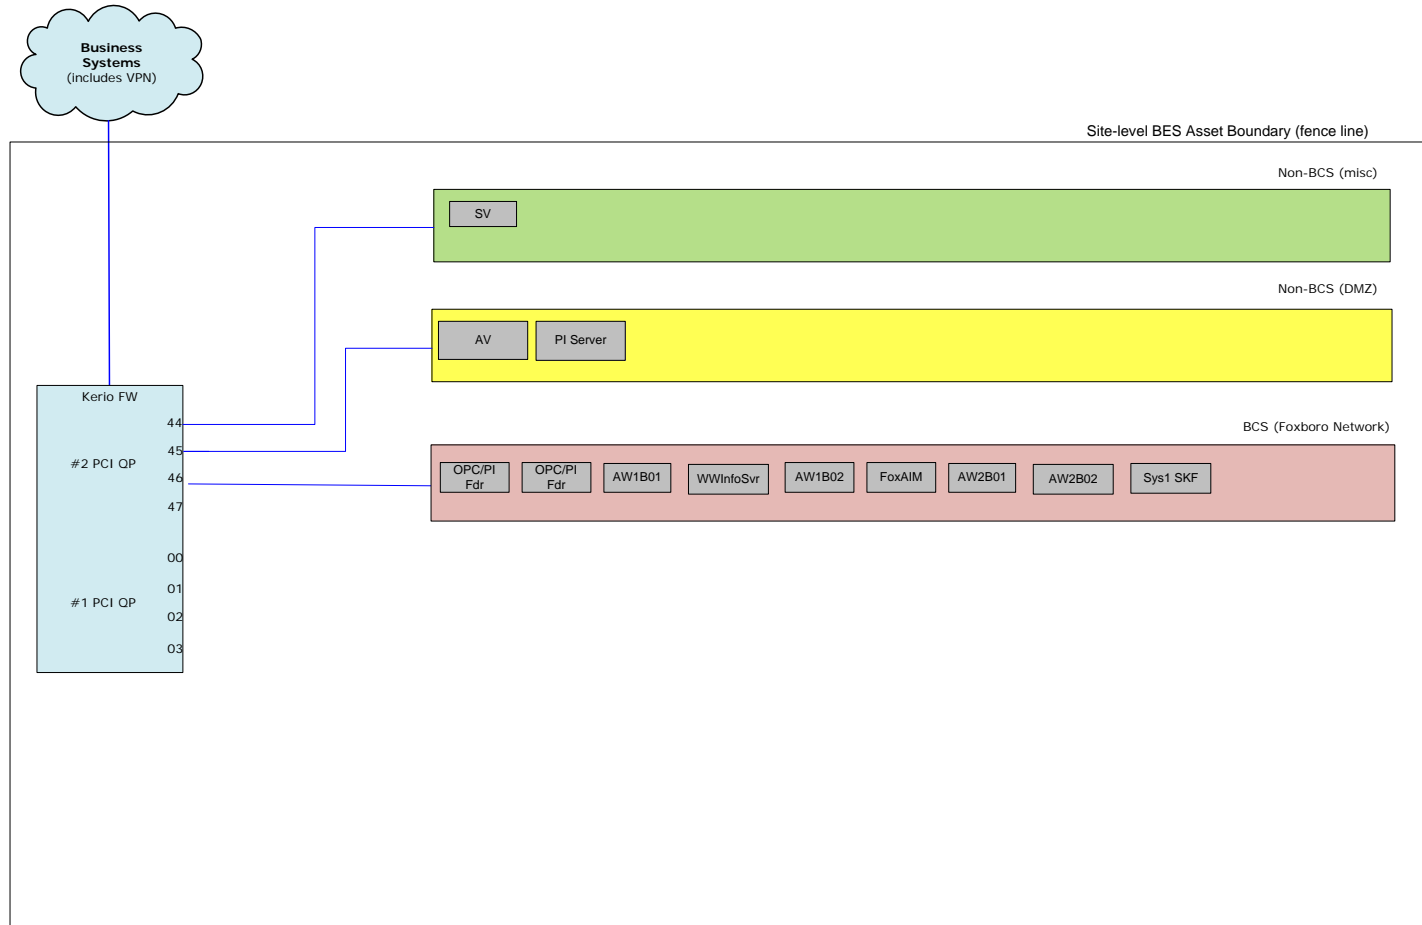 Business
Systems
(includes VPN)
Site-level BES Asset Boundary (fence line)
Non-BCS (misc)
SV
Non-BCS (DMZ)
AV
PI Server
Kerio FW
44
45
#2 PCI QP
46
47
00
01
#1 PCI QP
02
03
BCS (Foxboro Network)
OPC/PI
Fdr
OPC/PI
Fdr
AW1B01
WWInfoSvr
AW1B02
FoxAIM
AW2B01
AW2B02
Sys1 SKF